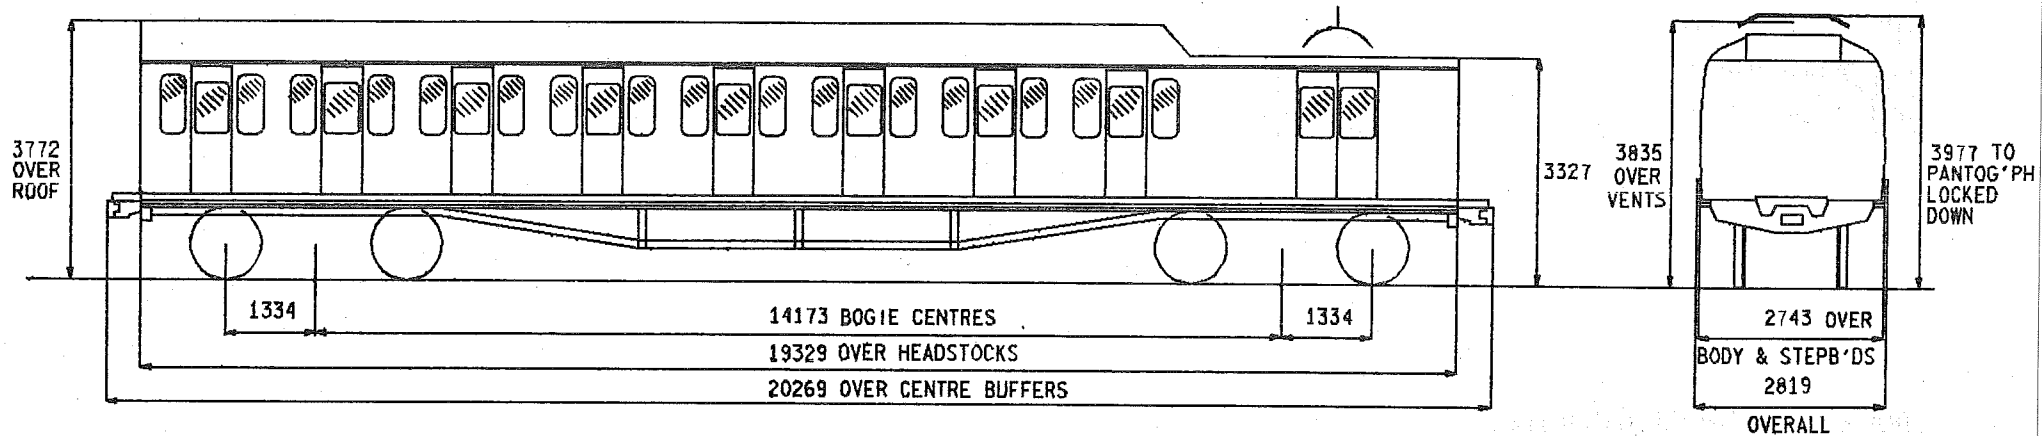 3772
OVER
ROOF
1334
14173 BOGIE CENTRES
1334
19329 OVER HEADSTOCKS
20269 OVER CENTRE BUFFERS
3327
3835
OVER
VENTS
3977 TO
PANTOG'PH
LOCKED
DOWN
2743 OVER
BODY & STEPB'DS
2819
OVERALL